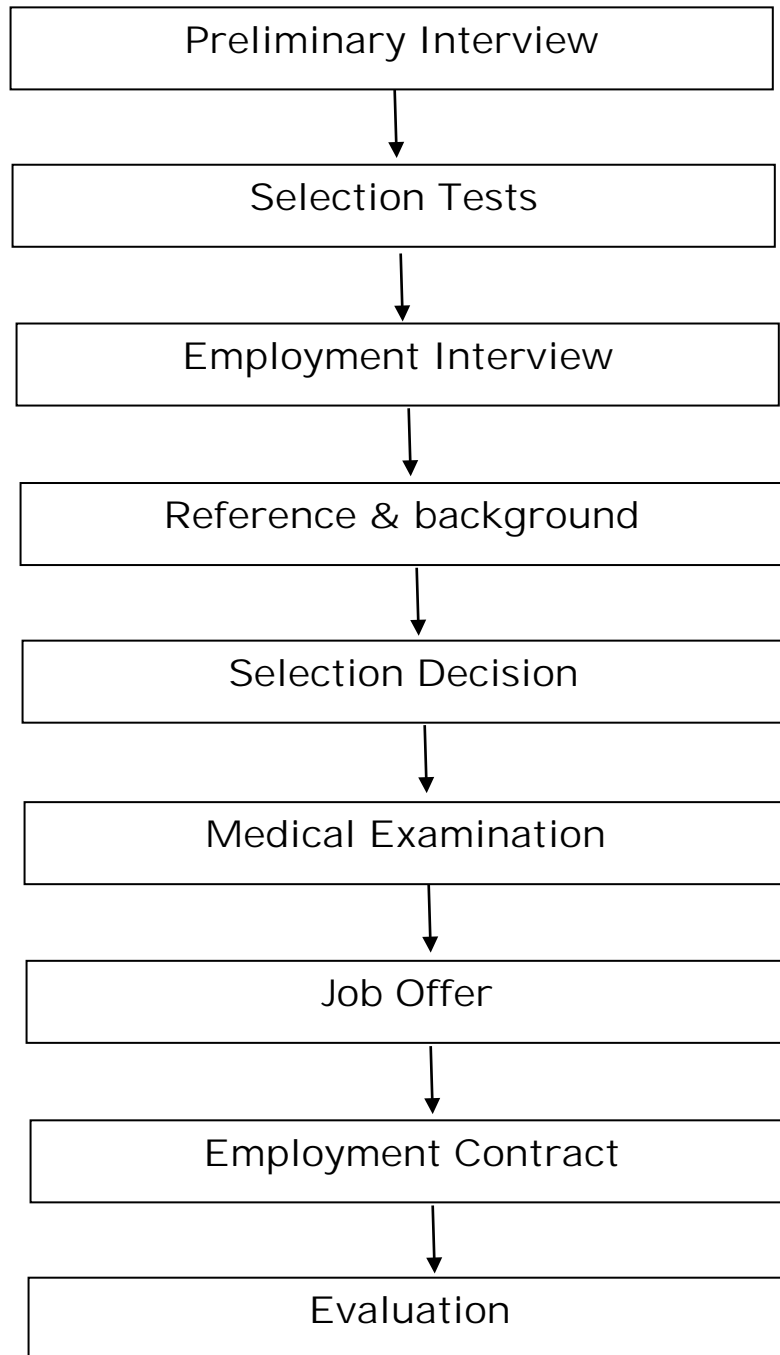 Preliminary Interview
Selection Tests
Employment Interview
Reference & background
Selection Decision
Medical Examination
Job Offer
Employment Contract
Evaluation